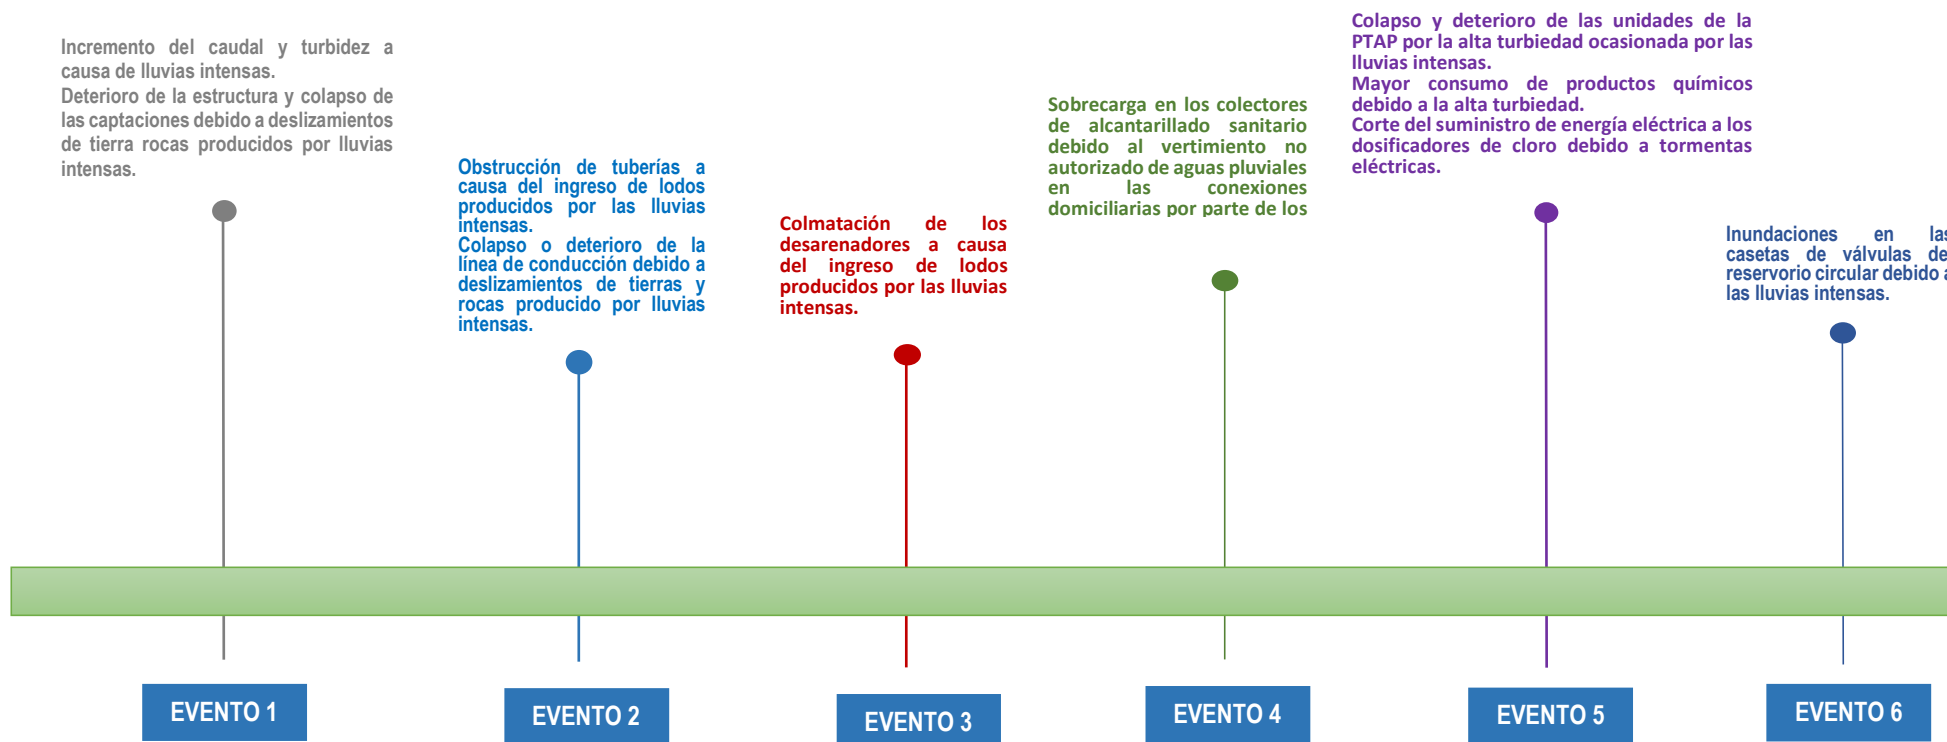 Incremento del caudal y turbidez a
causa de lluvias intensas.
Deterioro de la estructura y colapso de
las captaciones debido a deslizamientos
de tierra rocas producidos por lluvias
intensas.
Obstrucción de tuberías a
causa del ingreso de lodos
producidos por las lluvias
intensas.
Colapso o deterioro de la
línea de conducción debido a
deslizamientos de tierras y
rocas producido por lluvias
intensas.
Colmatación de los
desarenadores a causa
del ingreso de lodos
producidos por las lluvias
intensas.
Sobrecarga en los colectores
de alcantarillado sanitario
debido al vertimiento no
autorizado de aguas pluviales
en las conexiones
domiciliarias por parte de los
Colapso y deterioro de las unidades de la
PTAP por la alta turbiedad ocasionada por las
lluvias intensas.
Mayor consumo de productos químicos
debido a la alta turbiedad.
Corte del suministro de energía eléctrica a los
dosificadores de cloro debido a tormentas
eléctricas.
Inundaciones en las
casetas de válvulas de
reservorio circular debido a
las lluvias intensas.
EVENTO 1
EVENTO 2
EVENTO 3
EVENTO 4
EVENTO 5
EVENTO 6